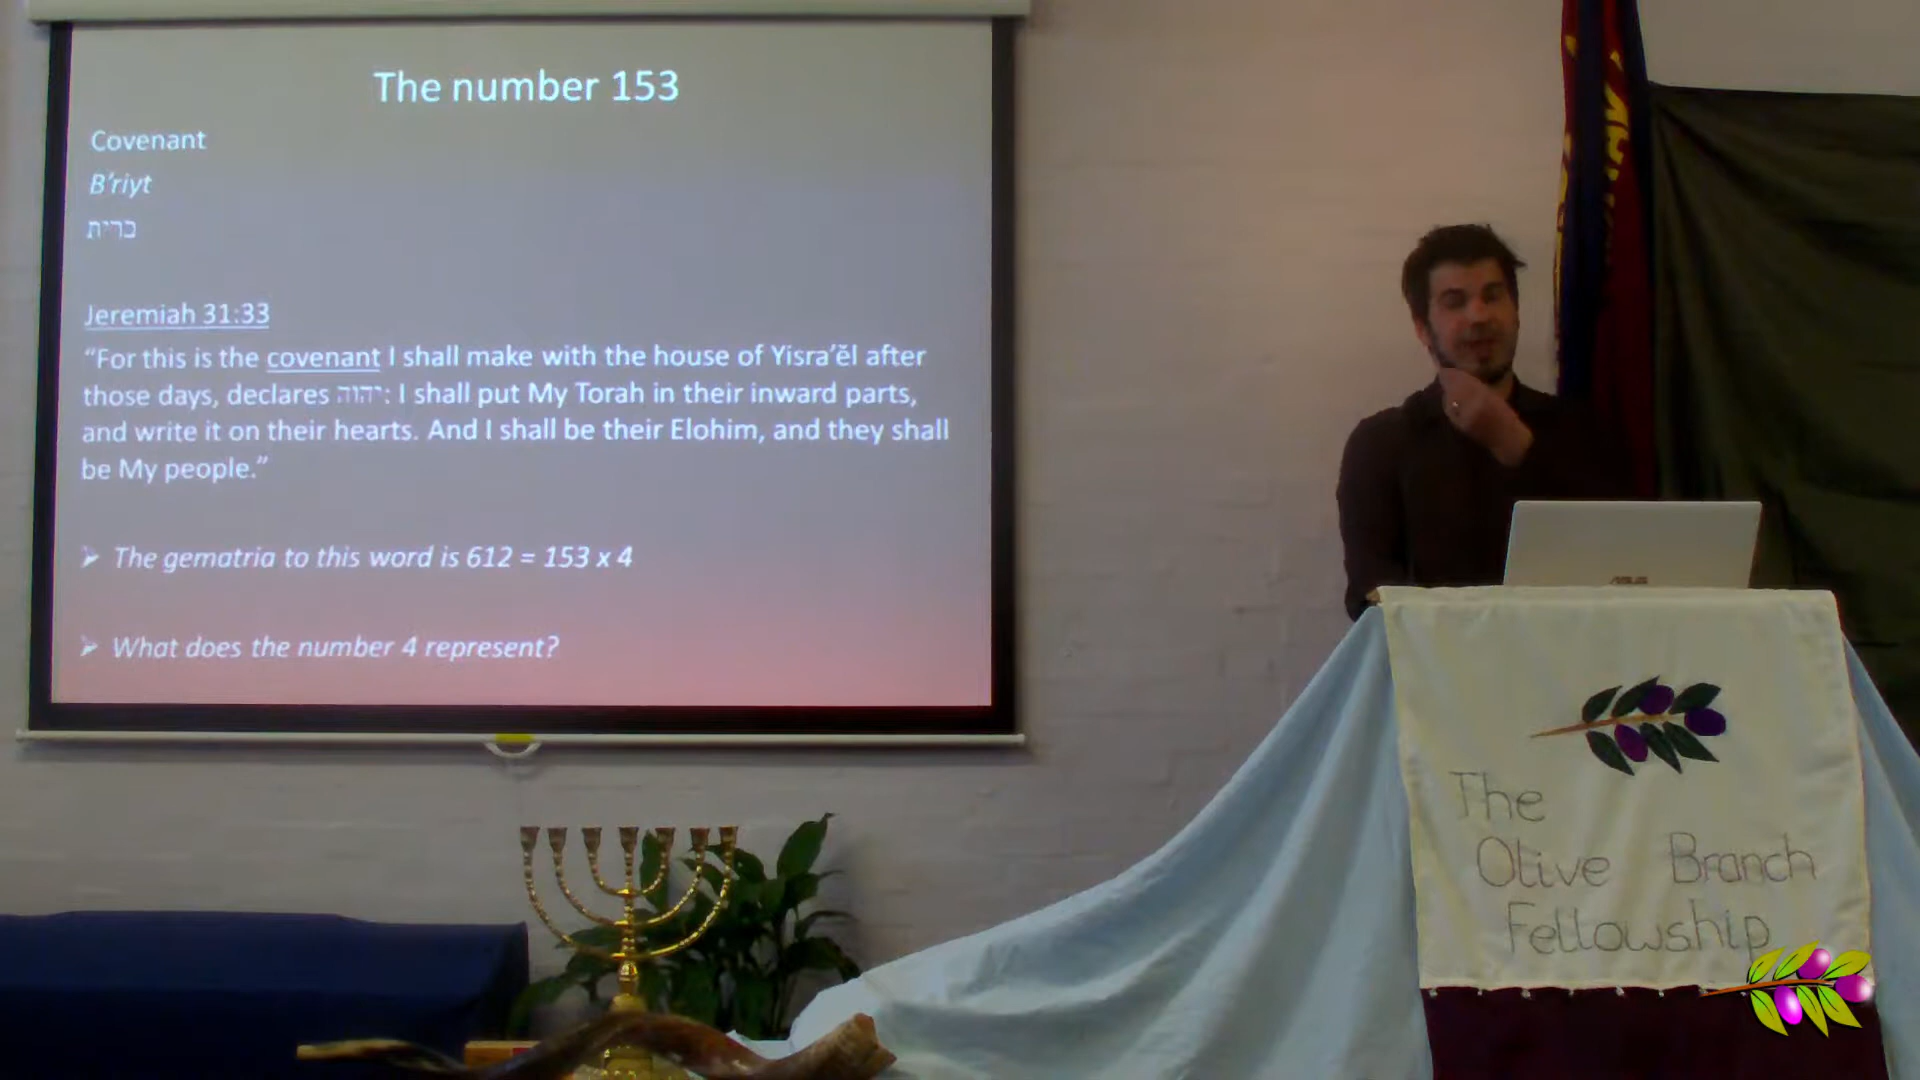 The number 153
Covenant
B’riyt
ברית
Jeremiah 31:33
“For this is the covenant I shall make with the house of Yisra’ĕl after
those days, declares יהוה: I shall put My Torah in their inward parts,
and write it on their hearts. And I shall be their Elohim, and they shall
be My people.”
➢ The gematria to this word is 612 = 153 x 4
➢ What does the number 4 represent?
ASUS
The
Olive Branch
Fellowship